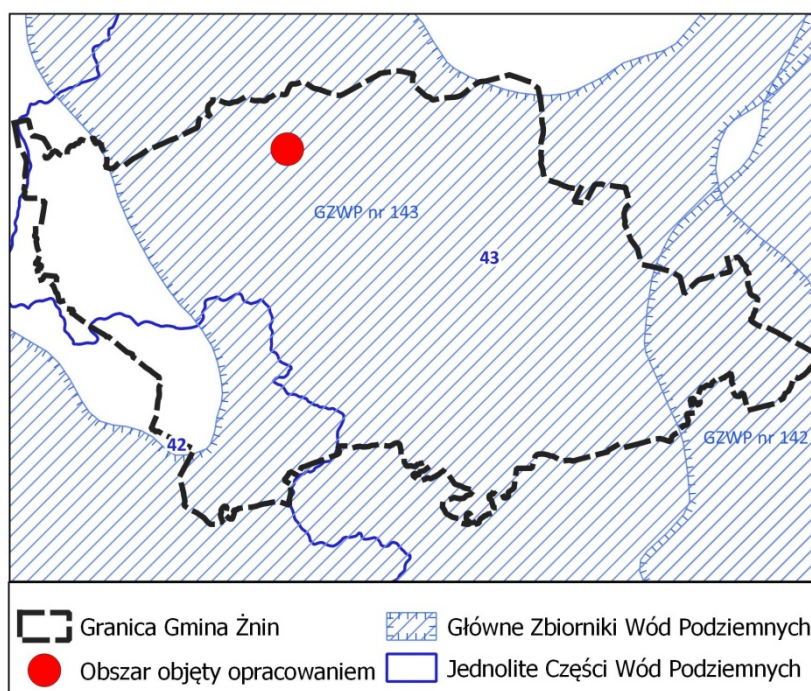 GZWP nr 143
43
42
GZWP nr 142
Granica Gmina Żnin
Główne Zbiorniki Wód Podziemnych
Obszar objęty opracowaniem
Jednolite Części Wód Podziemnych